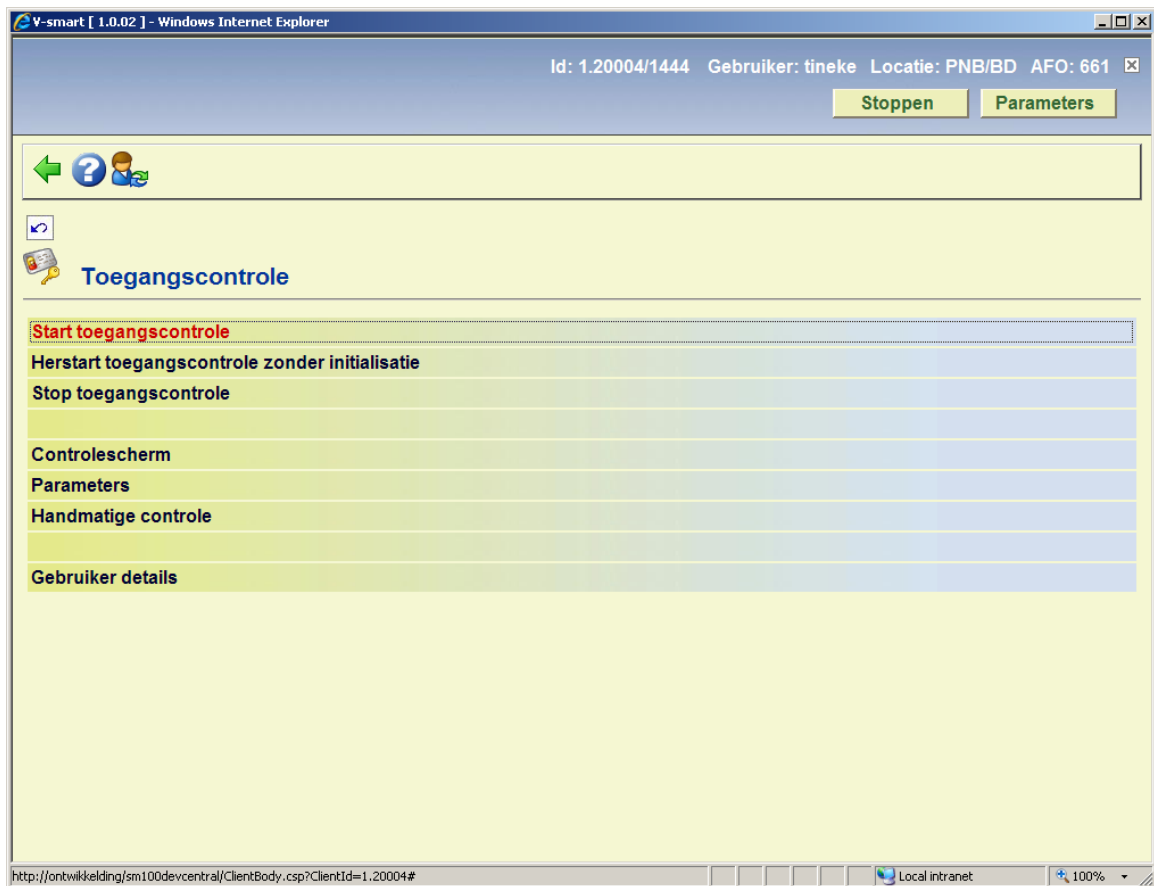 V-smart [ 1.0.02 ] - Windows Internet Explorer
Id: 1.20004/1444 Gebruiker: tineke Locatie: PNB/BD AFO: 661
Stoppen Parameters
Toegangscontrole
Start toegangscontrole
Herstart toegangscontrole zonder initialisatie
Stop toegangscontrole
Controlescherm
Parameters
Handmatige controle
Gebruiker details
http://ontwikkelding/sm100devcentral/ClientBody.csp?ClientId=1.20004# Local intranet 100%